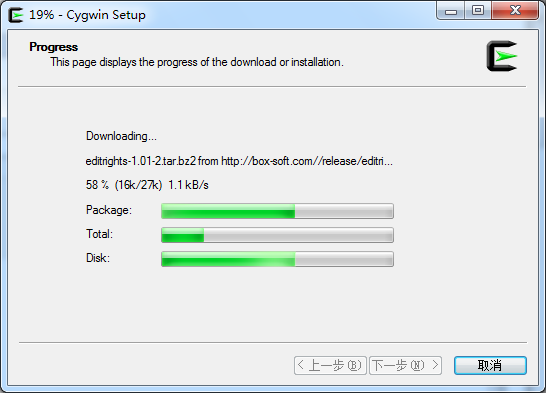 19% - Cygwin Setup
Progress
This page displays the progress of the download or installation.
Downloading...
editrights-1.01-2.tar.bz2 from http://box-soft.com//release/editri...
58 % (16k/27k) 1.1 kB/s
Package:
Total:
Disk:
< 上一步(B) 下一步(N) > 取消